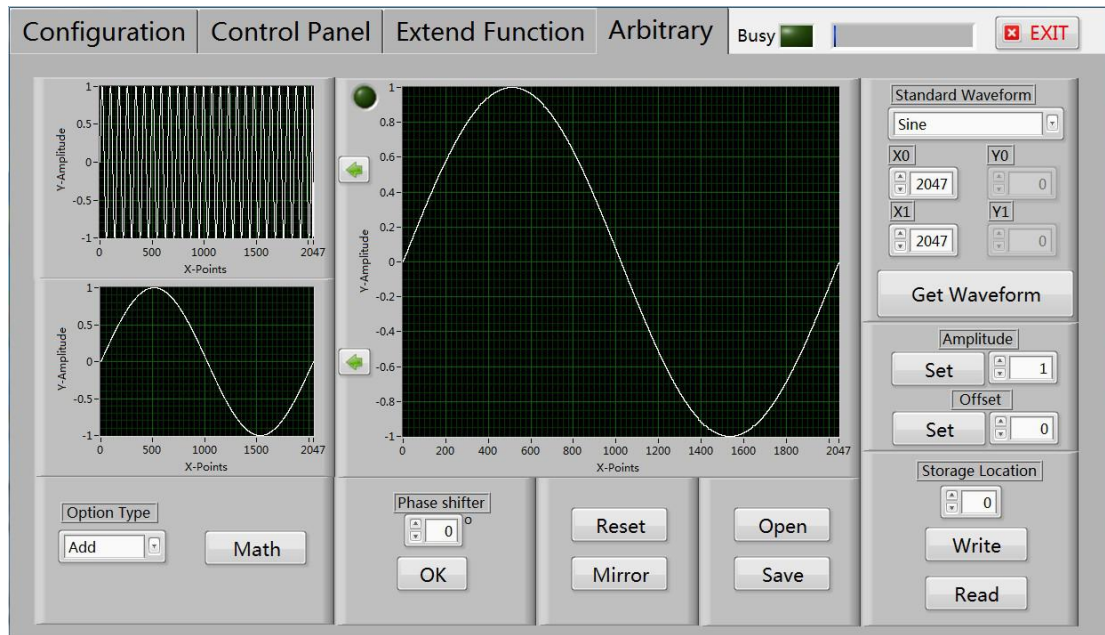 Configuration Control Panel Extend Function Arbitrary Busy EXIT
1
0.5
0
-0.5
-1
Y-Amplitude
0 500 1000 1500 2047
X-Points
1
0.5
0
-0.5
-1
Y-Amplitude
0 500 1000 1500 2047
X-Points
1
0.8
0.6
0.4
0.2
0
-0.2
-0.4
-0.6
-0.8
-1
Y-Amplitude
0 200 400 600 800 1000 1200 1400 1600 1800 2047
X-Points
Standard Waveform
Sine
X0 Y0
2047 0
X1 Y1
2047 0
Get Waveform
Amplitude
Set 1
Offset
Set 0
Option Type
Add
Math
Phase shifter
0 o
OK
Reset
Mirror
Open
Save
Storage Location
0
Write
Read